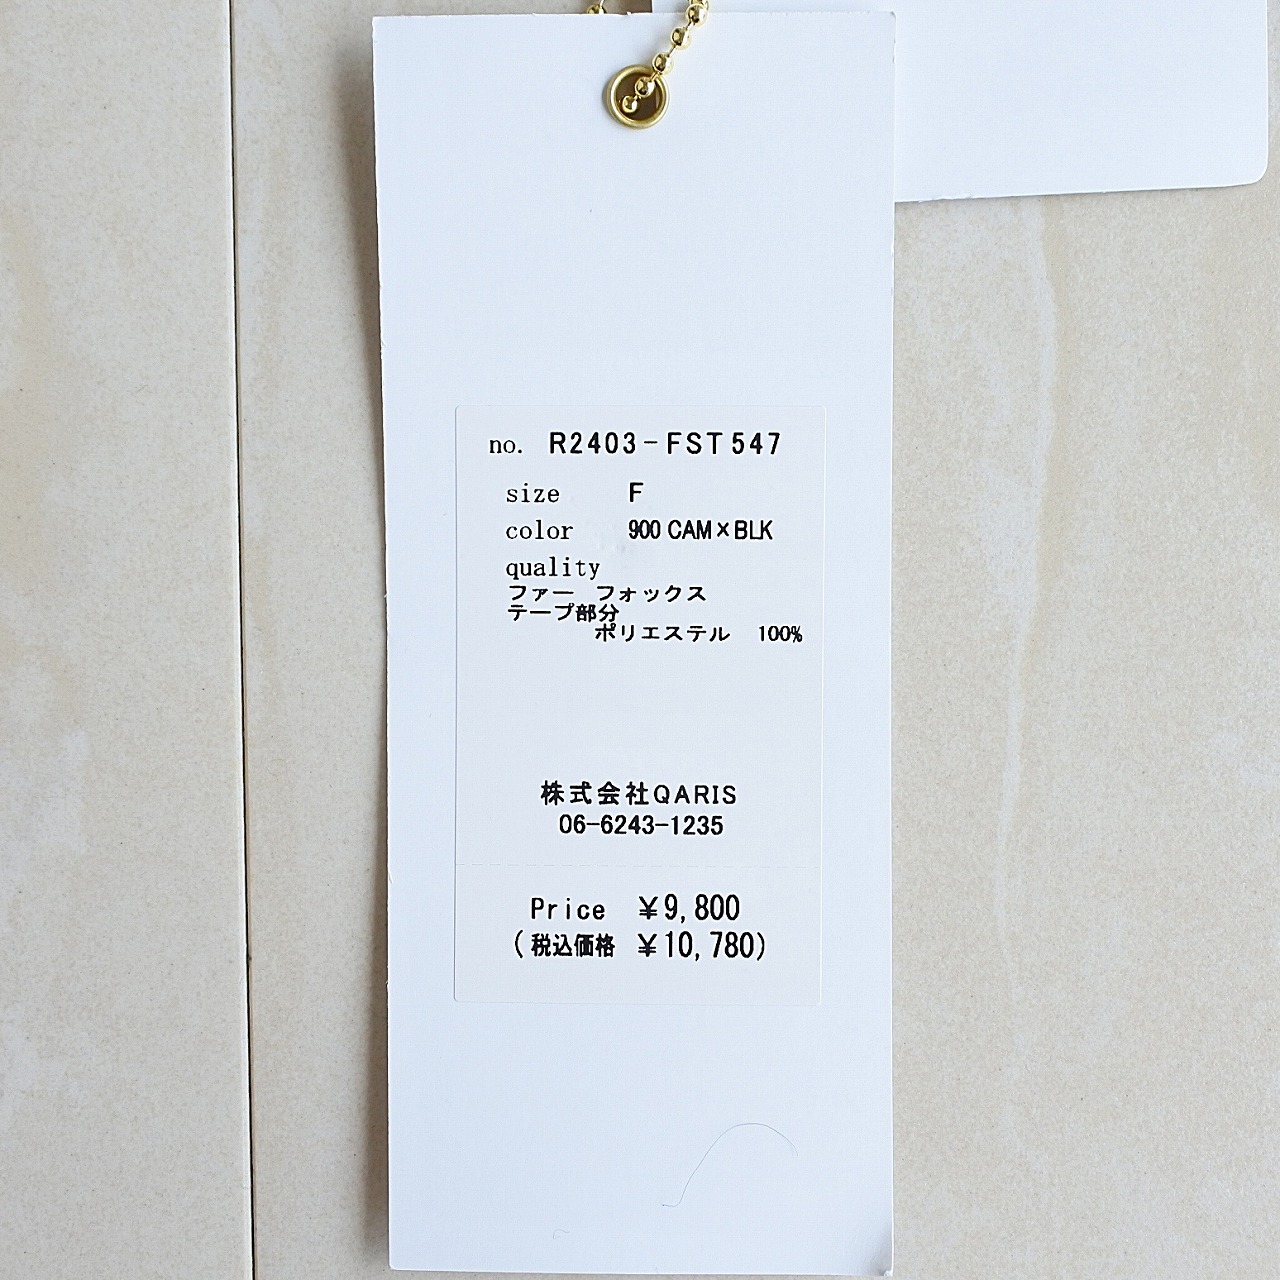 no. R2403-FST547
size F
color 900 CAM×BLK
quality
ファー フォックス
テープ部分
ポリエステル 100%
株式会社QARIS
06-6243-1235
Price ¥9,800
(税込価格 ¥10,780)